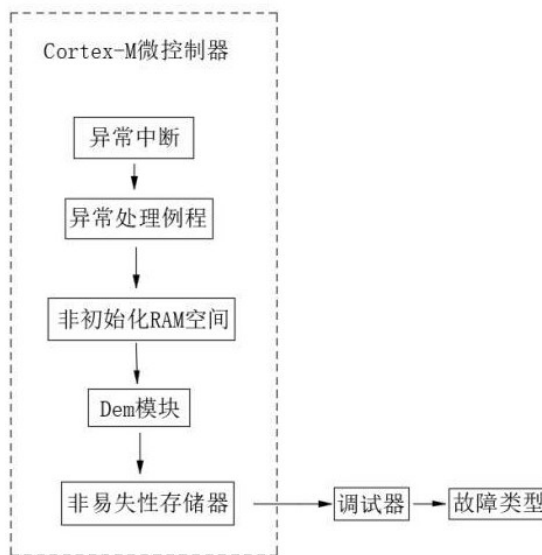 Cortex-M微控制器
异常中断
异常处理例程
非初始化RAM空间
Dem模块
非易失性存储器
调试器
故障类型